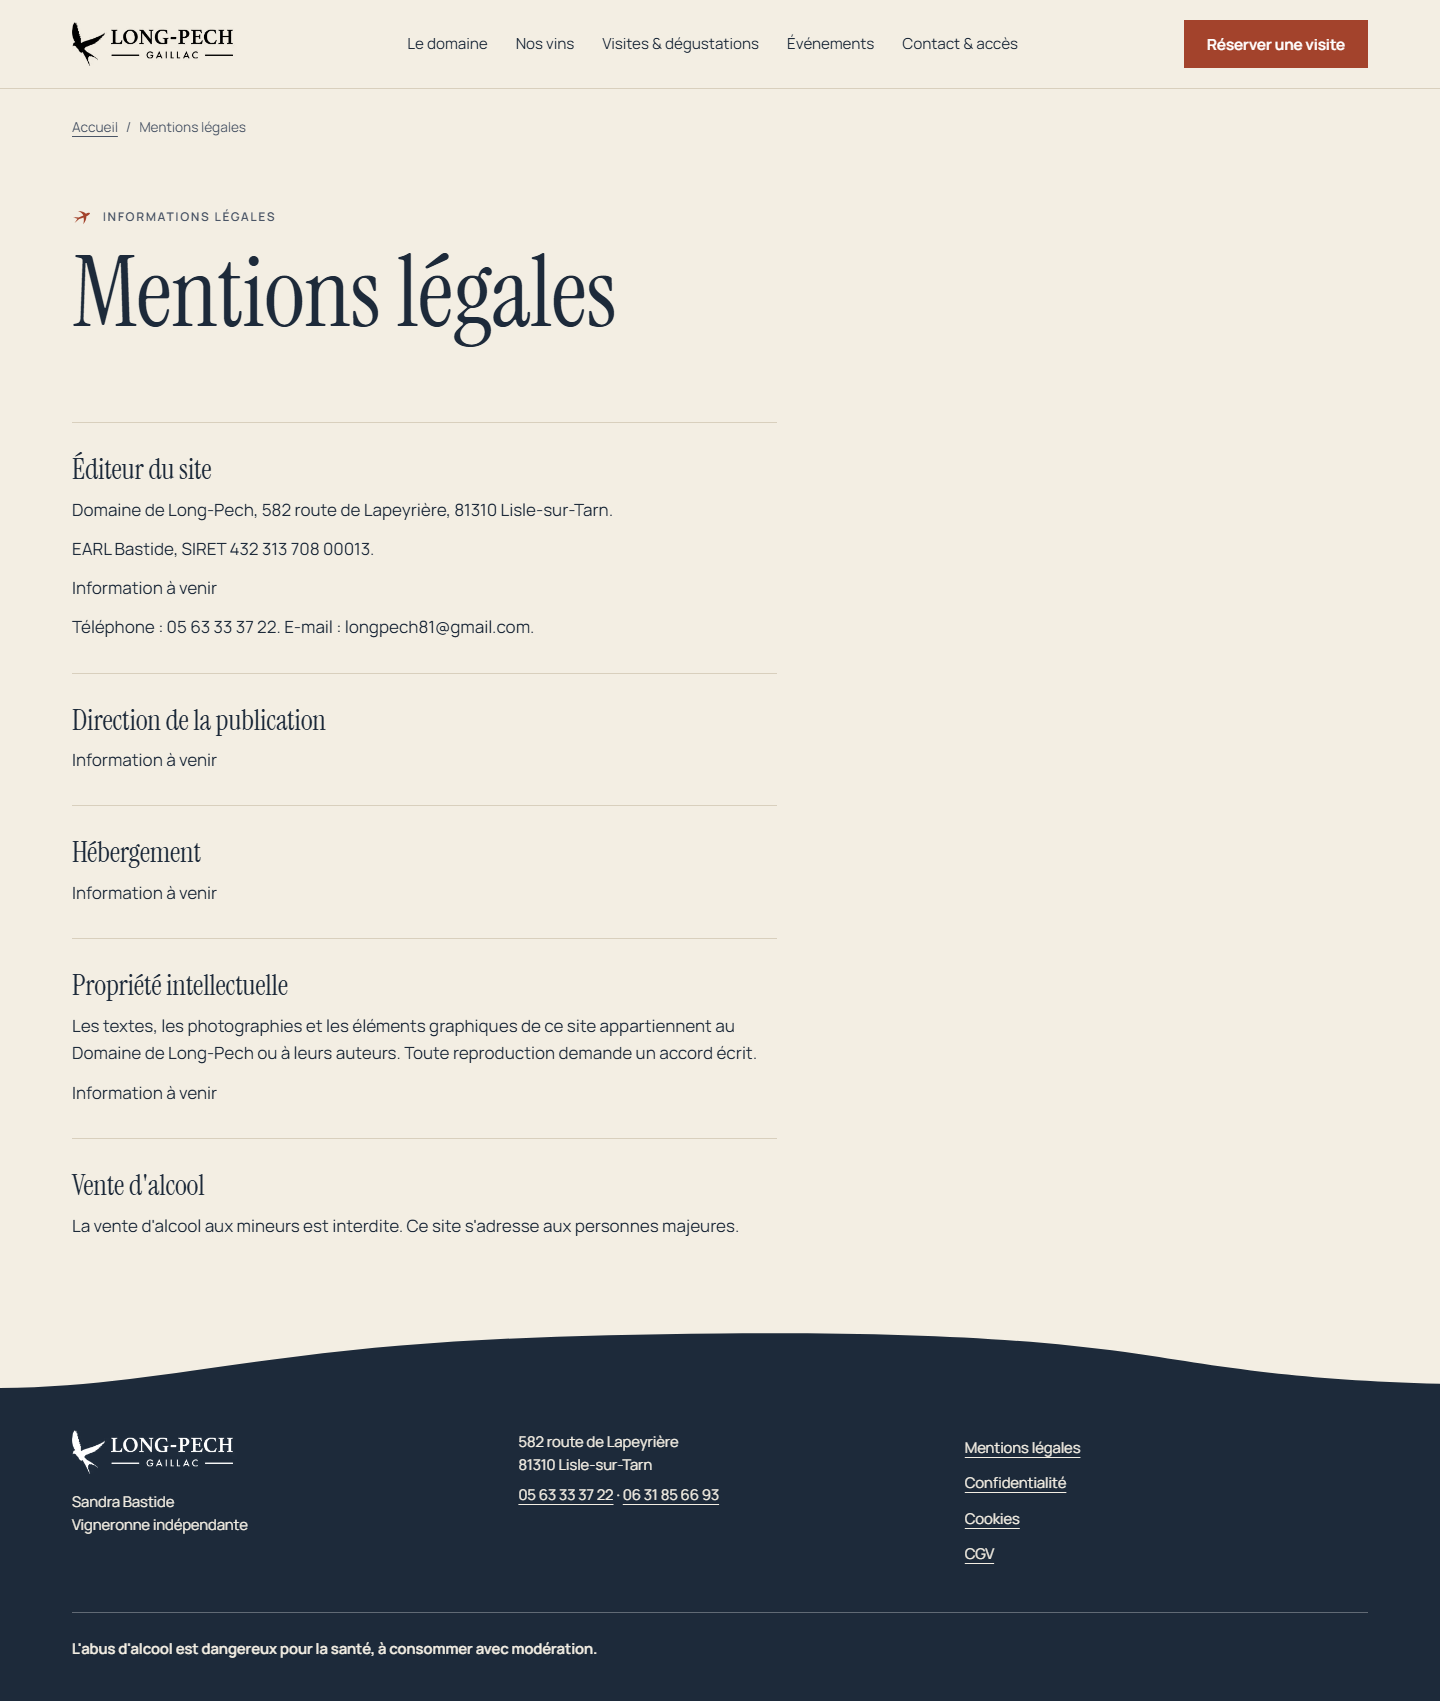 LONG-PECH
GAILLAC
Le domaine
Nos vins
Visites & dégustations
Événements
Contact & accès
Réserver une visite
Accueil / Mentions légales
INFORMATIONS LÉGALES
Mentions légales
Éditeur du site
Domaine de Long-Pech, 582 route de Lapeyrière, 81310 Lisle-sur-Tarn.
EARL Bastide, SIRET 432 313 708 00013.
Information à venir
Téléphone : 05 63 33 37 22. E-mail : longpech81@gmail.com.
Direction de la publication
Information à venir
Hébergement
Information à venir
Propriété intellectuelle
Les textes, les photographies et les éléments graphiques de ce site appartiennent au
Domaine de Long-Pech ou à leurs auteurs. Toute reproduction demande un accord écrit.
Information à venir
Vente d'alcool
La vente d'alcool aux mineurs est interdite. Ce site s'adresse aux personnes majeures.
LONG-PECH
GAILLAC
Sandra Bastide
Vigneronne indépendante
582 route de Lapeyrière
81310 Lisle-sur-Tarn
05 63 33 37 22 · 06 31 85 66 93
Mentions légales
Confidentialité
Cookies
CGV
L'abus d'alcool est dangereux pour la santé, à consommer avec modération.